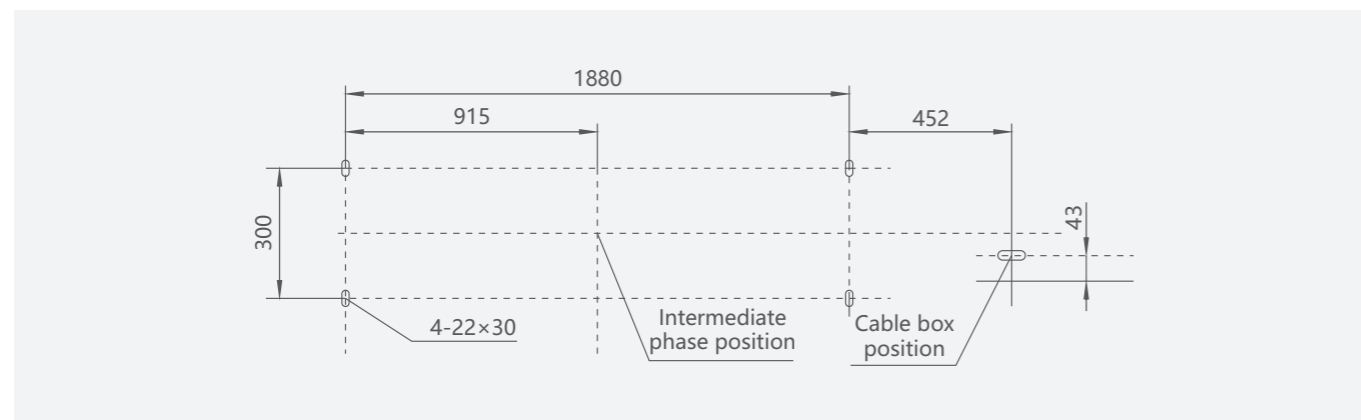 1880
915
452
300
43
4-22×30
Intermediate
phase position
Cable box
position